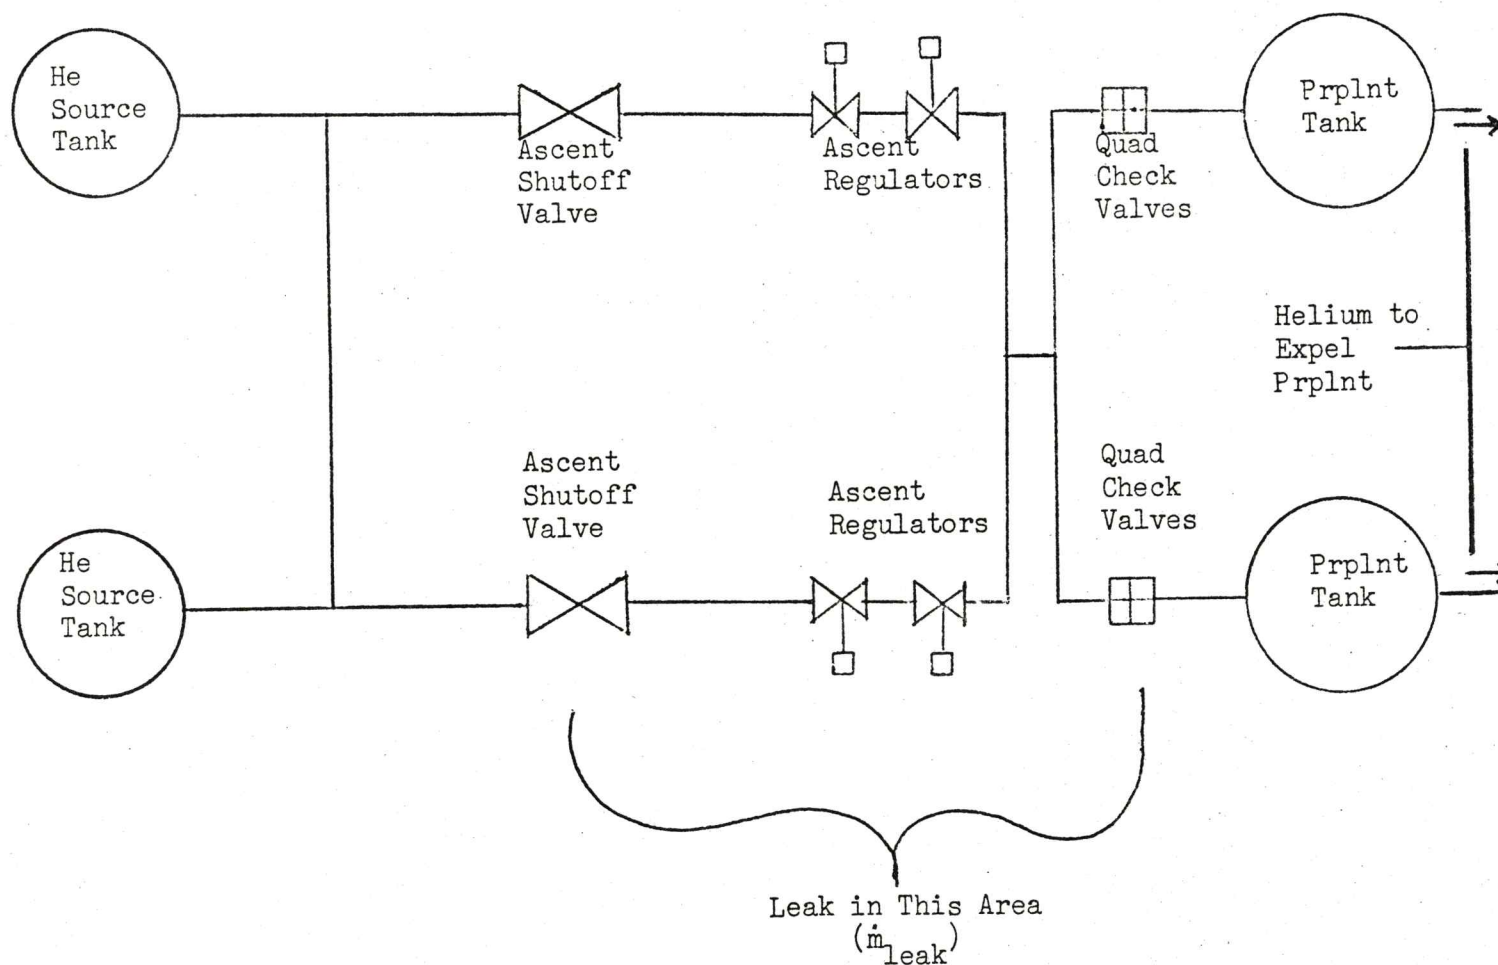 He
Source
Tank
Ascent
Shutoff
Valve
Ascent
Regulators
Quad
Check
Valves
Prplnt
Tank
Helium to
Expel
Prplnt
He
Source
Tank
Ascent
Shutoff
Valve
Ascent
Regulators
Quad
Check
Valves
Prplnt
Tank
Leak in This Area
(ṁleak)